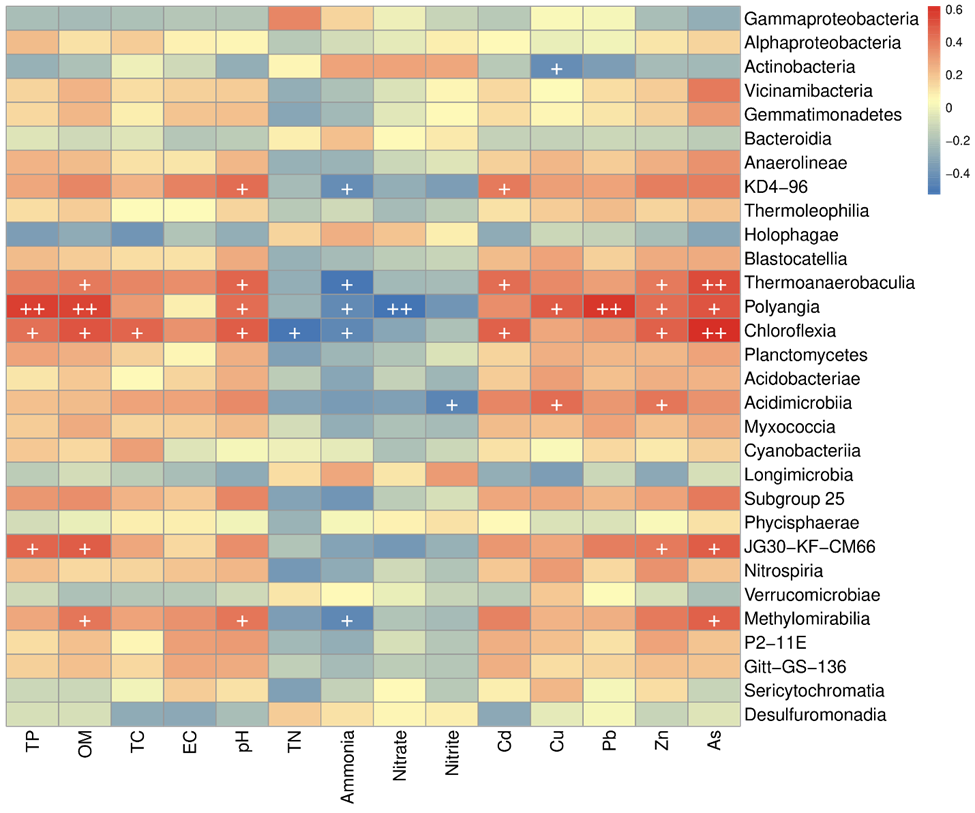 Gammaproteobacteria
Alphaproteobacteria
Actinobacteria
+
Vicinamibacteria
Gemmatimonadetes
Bacteroidia
Anaerolineae
KD4−96
+ + +
Thermoleophilia
Holophagae
Blastocatellia
Thermoanaerobaculia
+ + + + + ++
Polyangia
++ ++ + + ++ + ++ + +
Chloroflexia
+ + + + + + + + ++
Planctomycetes
Acidobacteriae
Acidimicrobiia
+ + +
Myxococcia
Cyanobacteriia
Longimicrobia
Subgroup 25
Phycisphaerae
JG30−KF−CM66
+ + + +
Nitrospiria
Verrucomicrobiae
Methylomirabilia
+ + + +
P2−11E
Gitt−GS−136
Sericytochromatia
Desulfuromonadia
TP
OM
TC
EC
pH
TN
Ammonia
Nitrate
Nitrite
Cd
Cu
Pb
Zn
As
0.6
0.4
0.2
0
−0.2
−0.4